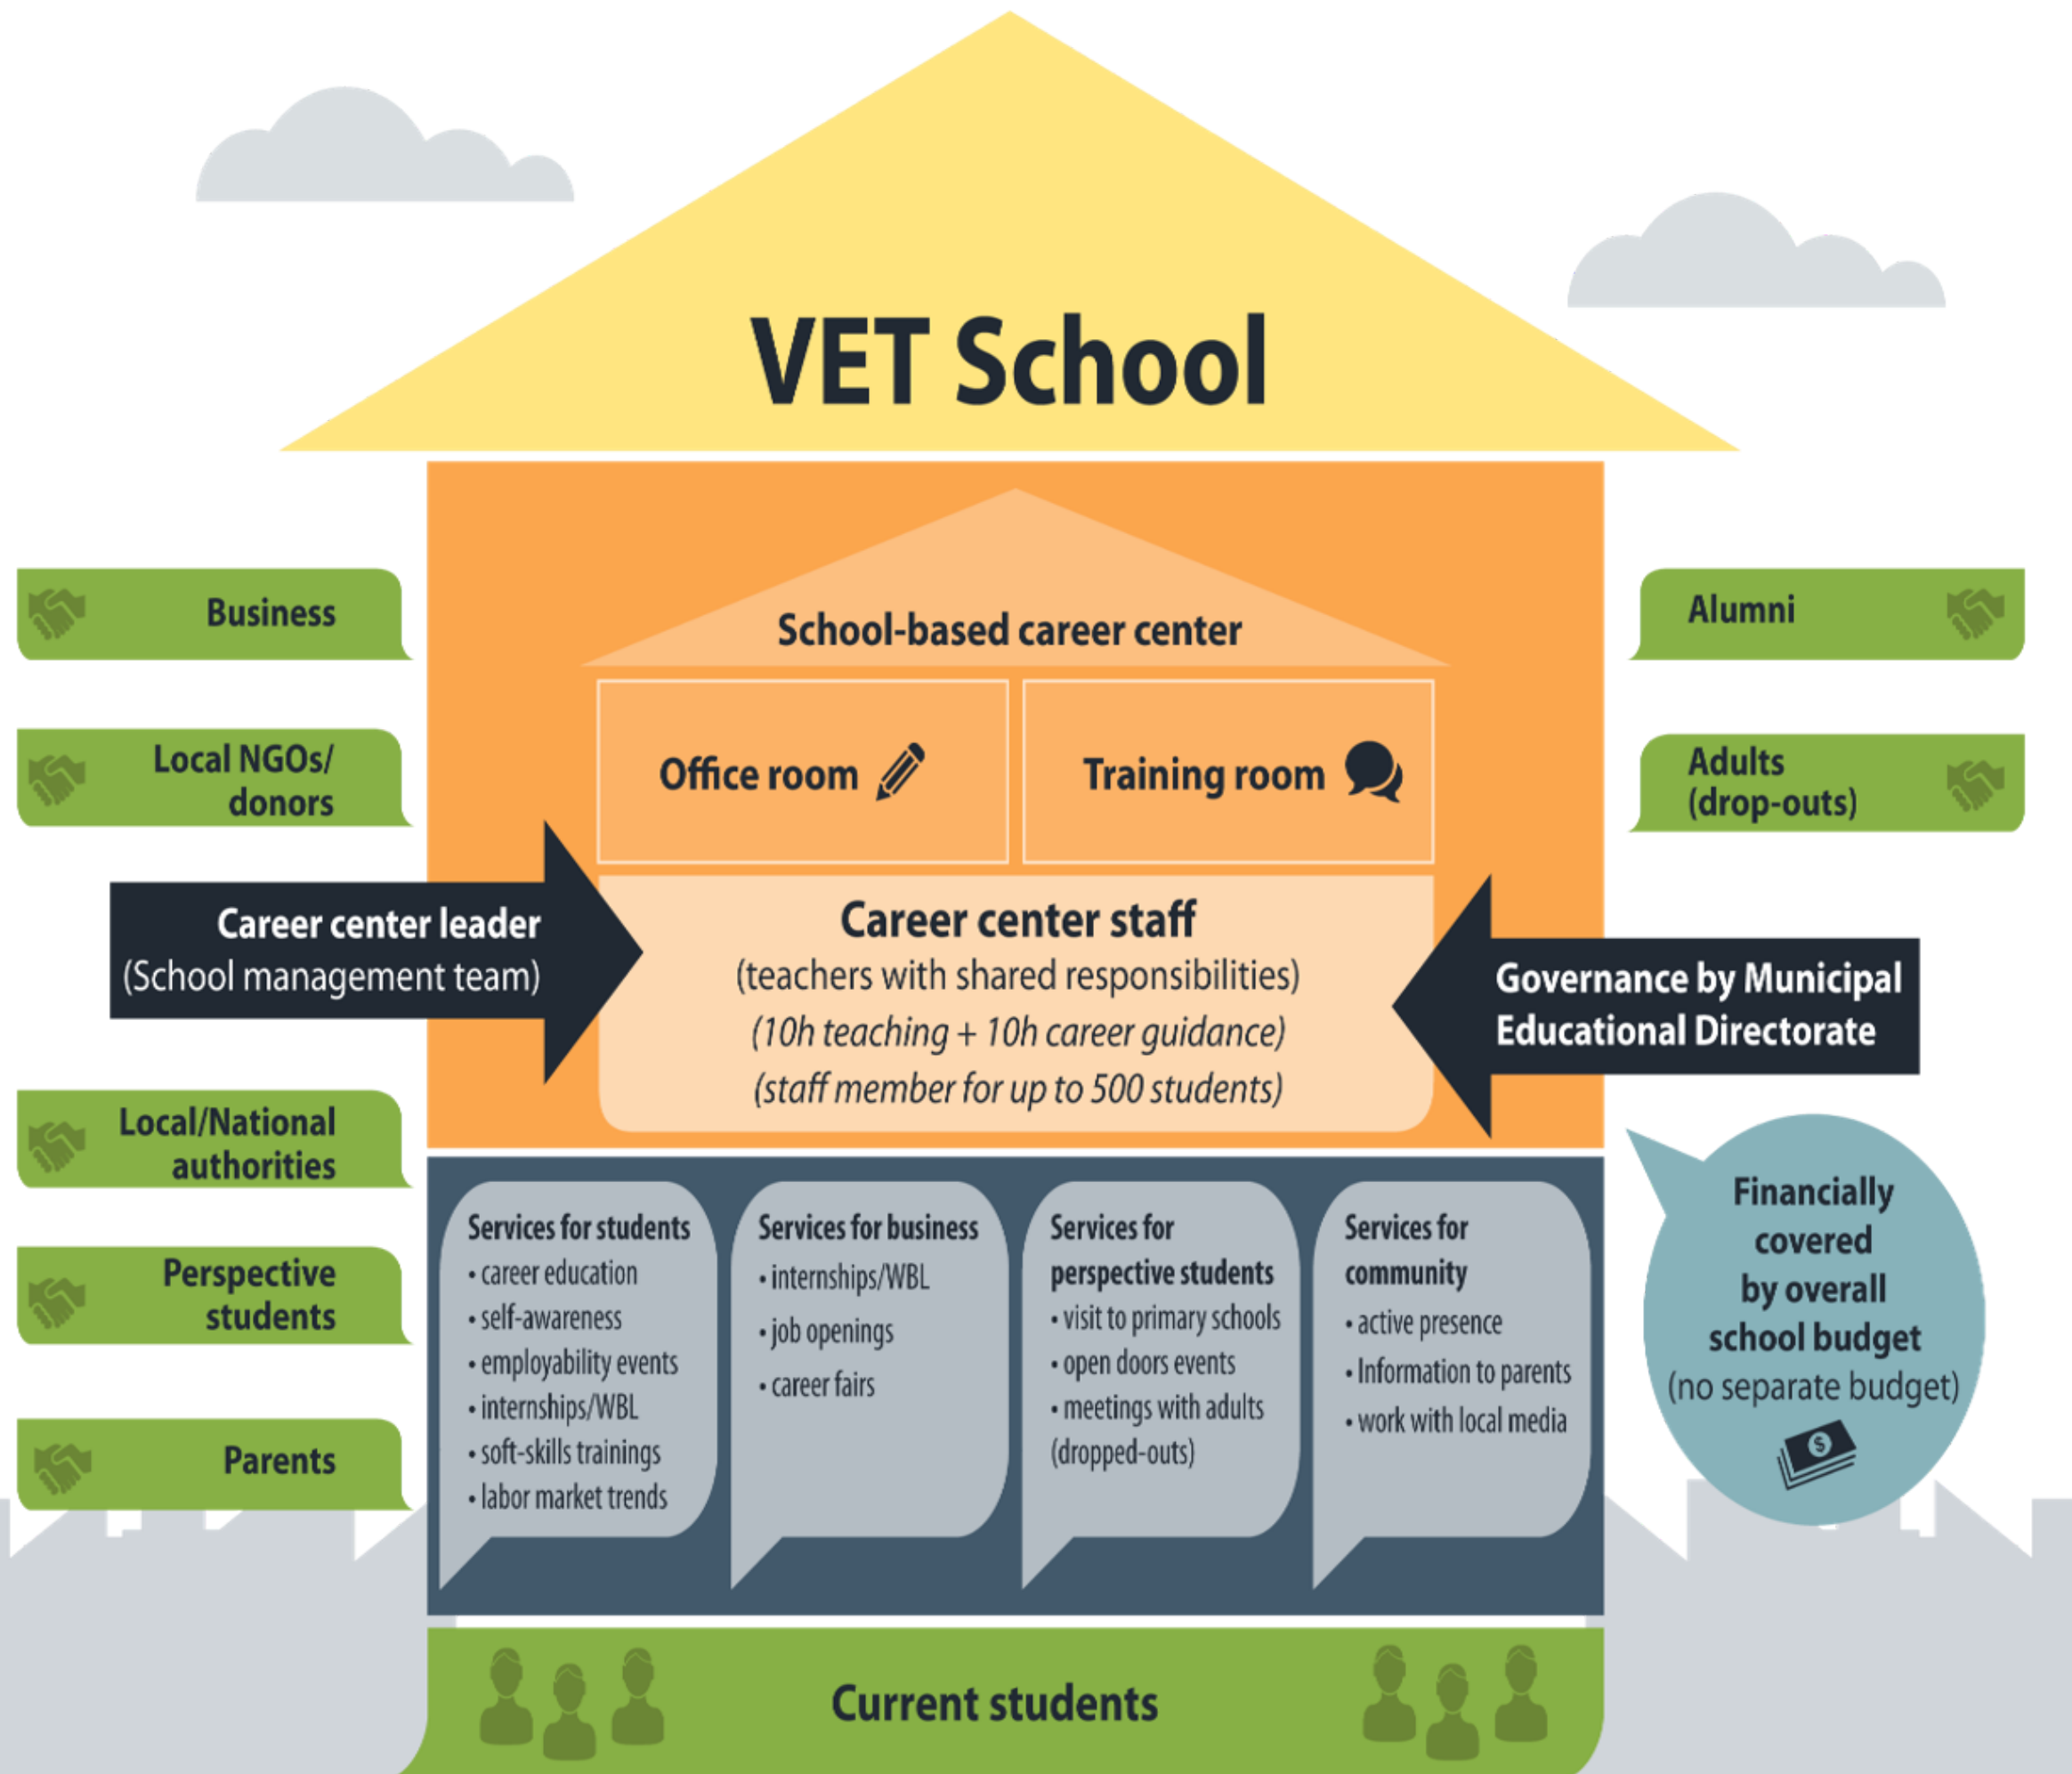 VET School
School-based career center
Office room
Training room
Career center staff
(teachers with shared responsibilities)
(10h teaching + 10h career guidance)
(staff member for up to 500 students)
Business
Local NGOs/
donors
Career center leader
(School management team)
Local/National
authorities
Perspective
students
Parents
Alumni
Adults
(drop-outs)
Governance by Municipal
Educational Directorate
Financially
covered
by overall
school budget
(no separate budget)
$
Services for students
• career education
• self-awareness
• employability events
• internships/WBL
• soft-skills trainings
• labor market trends
Services for business
• internships/WBL
• job openings
• career fairs
Services for
perspective students
• visit to primary schools
• open doors events
• meetings with adults
(dropped-outs)
Services for
community
• active presence
• Information to parents
• work with local media
Current students